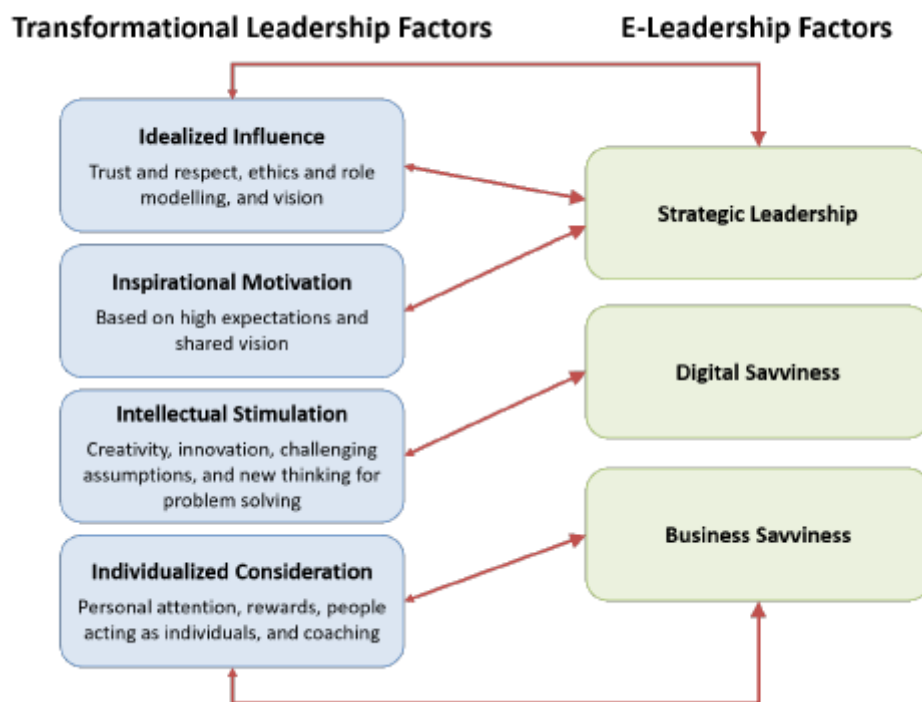 Transformational Leadership Factors
E-Leadership Factors
Idealized Influence
Trust and respect, ethics and role
modelling, and vision
Inspirational Motivation
Based on high expectations and
shared vision
Intellectual Stimulation
Creativity, innovation, challenging
assumptions, and new thinking for
problem solving
Individualized Consideration
Personal attention, rewards, people
acting as individuals, and coaching
Strategic Leadership
Digital Savviness
Business Savviness